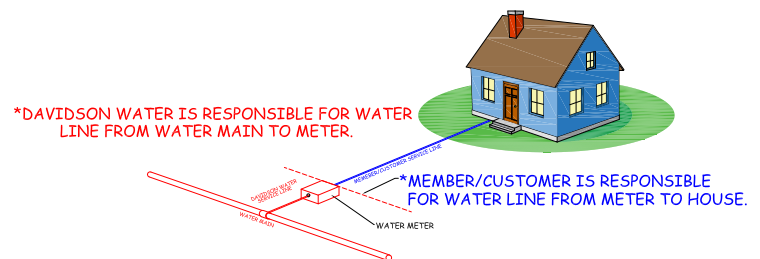 *DAVIDSON WATER IS RESPONSIBLE FOR WATER
LINE FROM WATER MAIN TO METER.
MEMEBER/CUSTOMER SERVICE LINE
*MEMBER/CUSTOMER IS RESPONSIBLE
FOR WATER LINE FROM METER TO HOUSE.
DAVIDSON WATER
SERVICE LINE
WATER MAIN
WATER METER